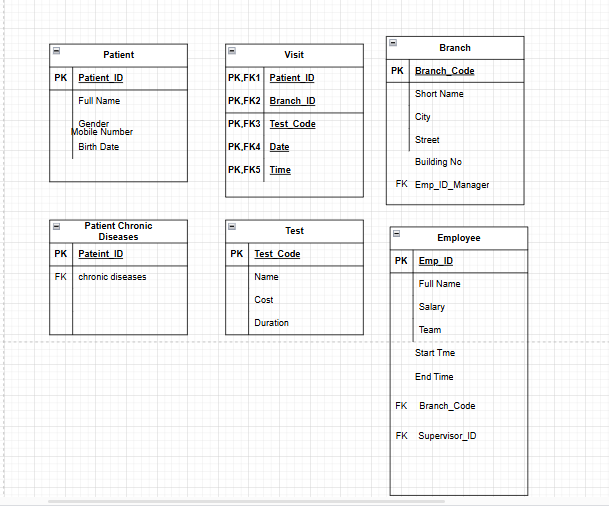 Patient
PK Patient_ID
Full Name
Gender
Mobile Number
Birth Date
Visit
PK,FK1 Patient_ID
PK,FK2 Branch_ID
PK,FK3 Test_Code
PK,FK4 Date
PK,FK5 Time
Branch
PK Branch_Code
Short Name
City
Street
Building No
FK Emp_ID_Manager
Patient Chronic
Diseases
PK Pateint_ID
FK chronic diseases
Test
PK Test_Code
Name
Cost
Duration
Employee
PK Emp_ID
Full Name
Salary
Team
Start Tme
End Time
FK Branch_Code
FK Supervisor_ID